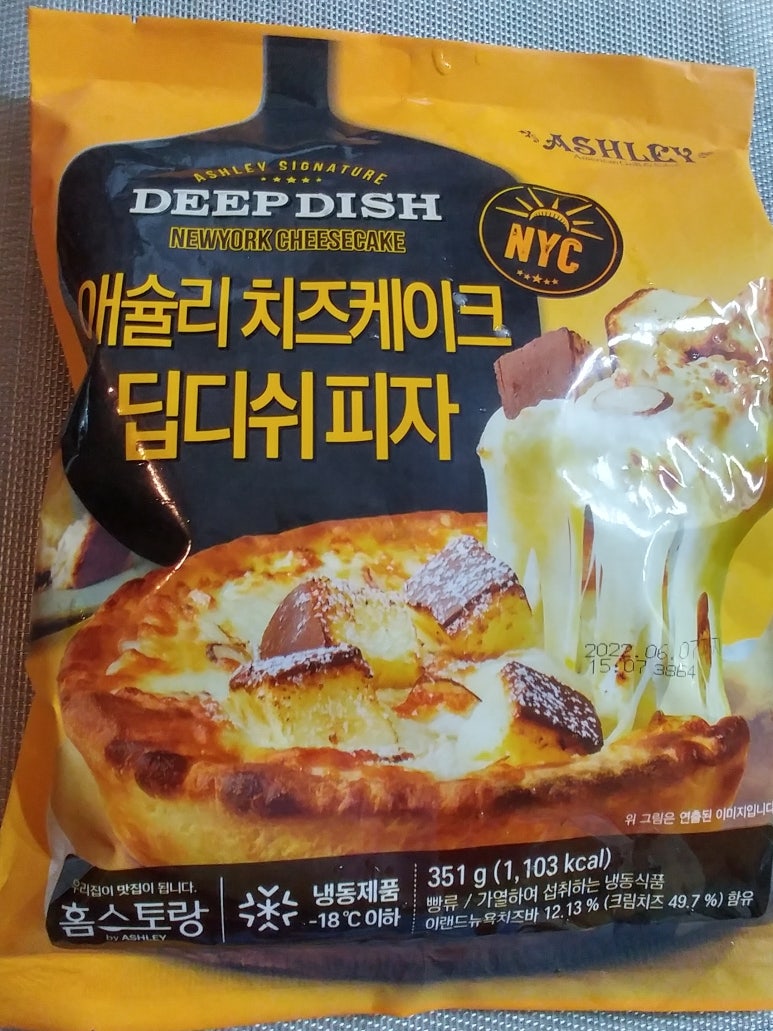 ASHLEY
ASHLEY SIGNATURE
DEEP DISH
NEWYORK CHEESECAKE
NYC
애슐리 치즈케이크
딥디쉬 피자
2022.06.07
15:07 3864
위 그림은 연출된 이미지입니다
우리집이 맛집이 됩니다.
홈스토랑
by ASHLEY
냉동제품
-18℃ 이하
351 g (1,103 kcal)
빵류 / 가열하여 섭취하는 냉동식품
이랜드뉴욕치즈바 12.13 % (크림치즈 49.7 %) 함유